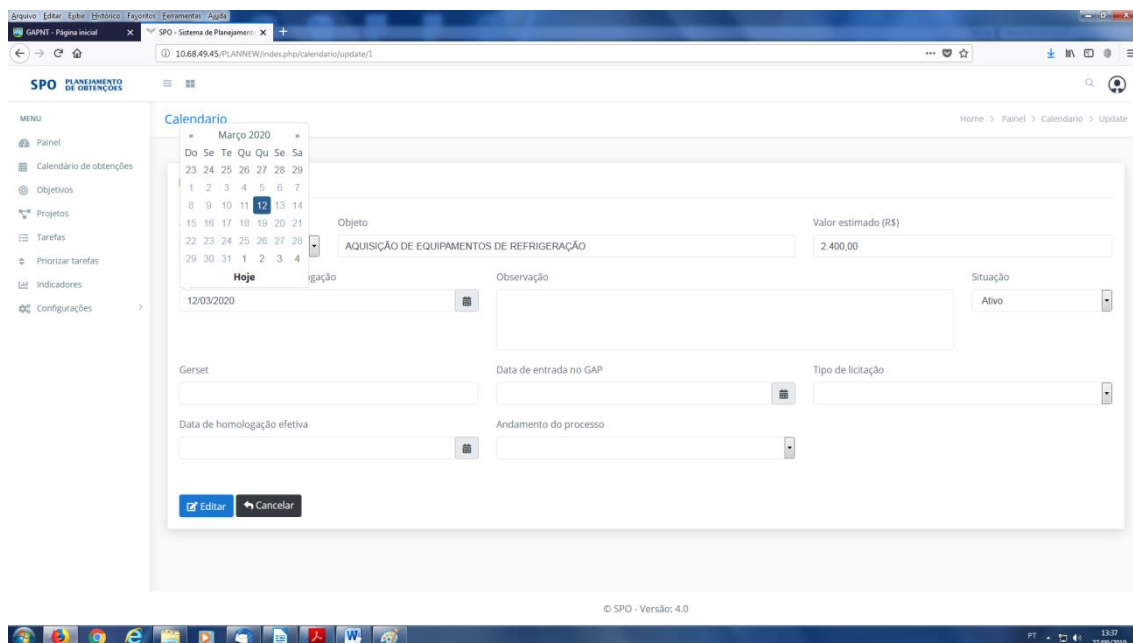 Arquivo Editar Exibir Histórico Favoritos Ferramentas Ajuda
GAPNT - Página inicial
SPO - Sistema de Planejament
10.68.49.45/PLANNEW/index.php/calendario/update/1
SPO PLANEJAMENTO DE OBTENÇÕES
MENU
Painel
Calendário de obtenções
Objetivos
Projetos
Tarefas
Priorizar tarefas
Indicadores
Configurações
Calendario
Home > Painel > Calendario > Update
« Março 2020 »
Do Se Te Qu Qu Se Sa
23 24 25 26 27 28 29
1 2 3 4 5 6 7
8 9 10 11 12 13 14
15 16 17 18 19 20 21
22 23 24 25 26 27 28
29 30 31 1 2 3 4
Hoje
Objeto
Valor estimado (R$)
AQUISIÇÃO DE EQUIPAMENTOS DE REFRIGERAÇÃO
2.400,00
gação
Observação
Situação
12/03/2020
Ativo
Gerset
Data de entrada no GAP
Tipo de licitação
Data de homologação efetiva
Andamento do processo
Editar
Cancelar
© SPO - Versão: 4.0
PT
13:37
27/09/2019